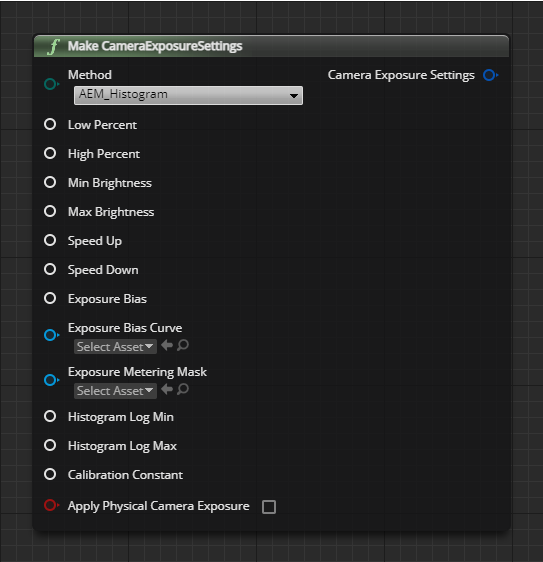 Make CameraExposureSettings
Method
Camera Exposure Settings
AEM_Histogram
Low Percent
High Percent
Min Brightness
Max Brightness
Speed Up
Speed Down
Exposure Bias
Exposure Bias Curve
Select Asset
Exposure Metering Mask
Select Asset
Histogram Log Min
Histogram Log Max
Calibration Constant
Apply Physical Camera Exposure